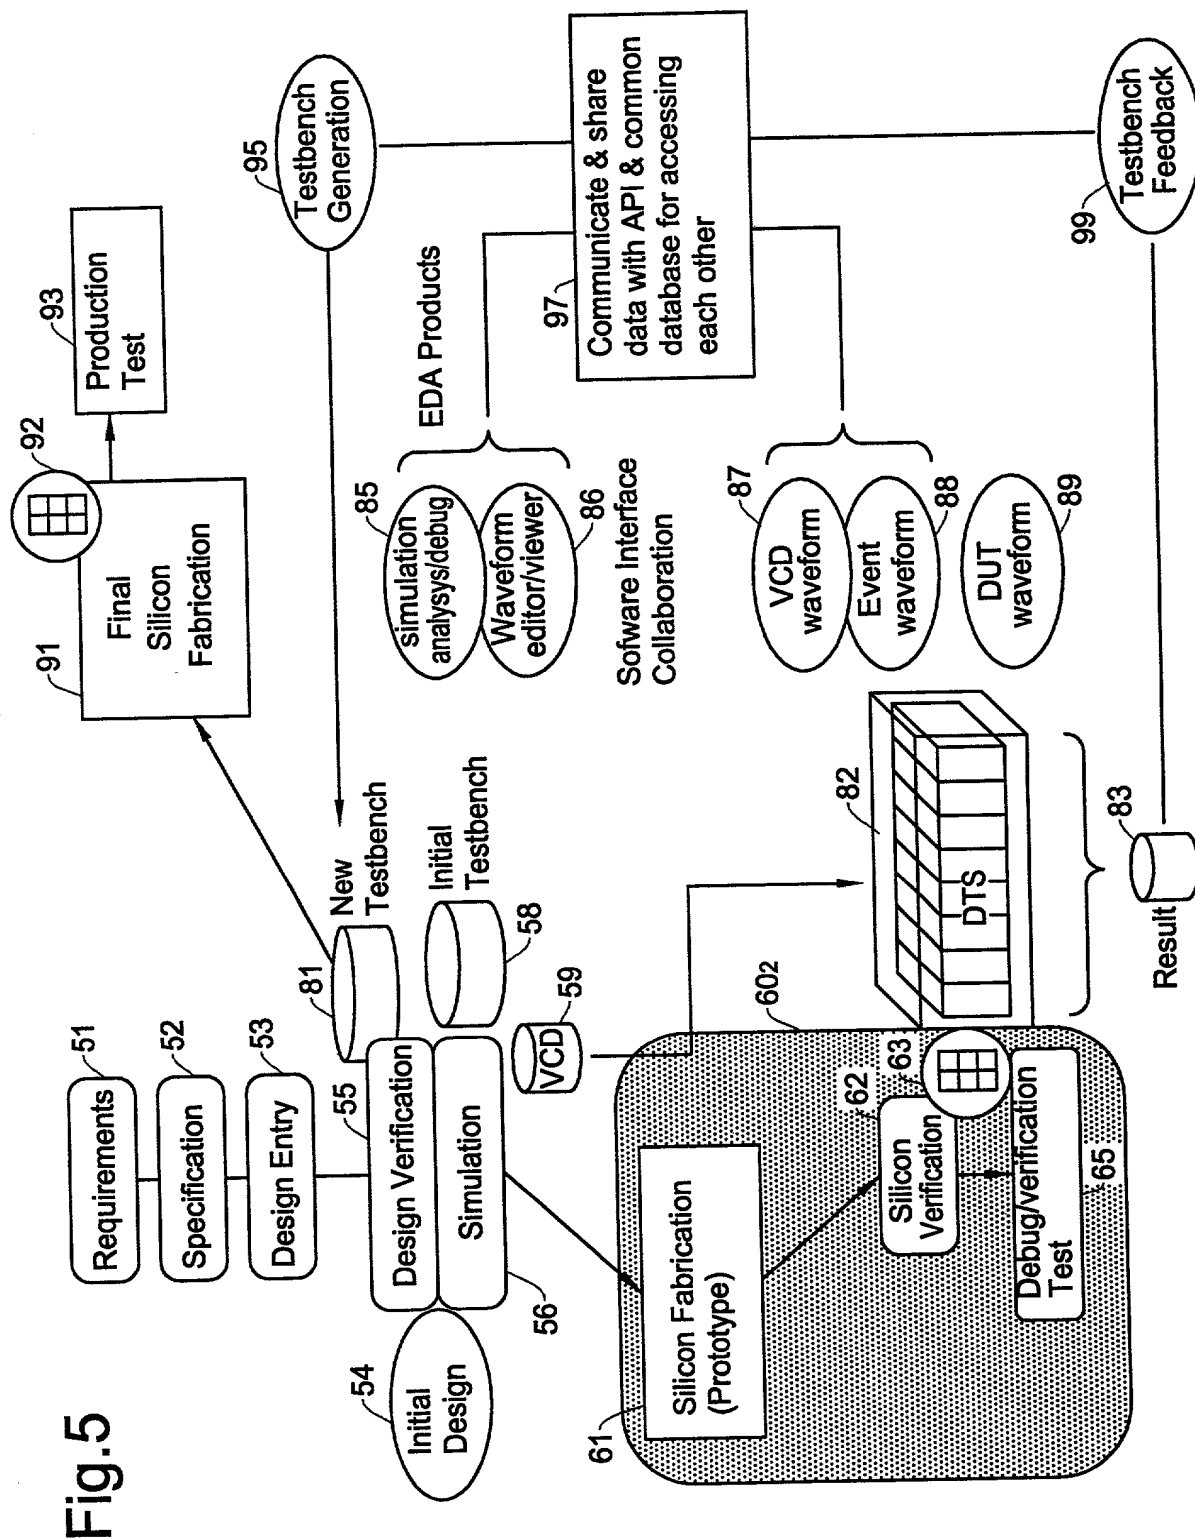 Fig.5
Requirements
51
Specification
52
Design Entry
53
Initial
Design
54
Design Verification
55
Simulation
56
81
New
Testbench
Initial
Testbench
58
VCD
59
91
Final
Silicon
Fabrication
92
93
Production
Test
95
Testbench
Generation
EDA Products
85
simulation
analysys/debug
Waveform
editor/viewer
86
Sofware Interface
Collaboration
97
Communicate & share
data with API & common
database for accessing
each other
87
VCD
waveform
Event
waveform
88
DUT
waveform
89
99
Testbench
Feedback
602
61
Silicon Fabrication
(Prototype)
62
Silicon
Verification
63
Debug/verification
Test
65
82
DTS
83
Result